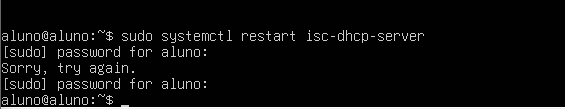 aluno@aluno:~$ sudo systemctl restart isc-dhcp-server
[sudo] password for aluno:
Sorry, try again.
[sudo] password for aluno:
aluno@aluno:~$ _